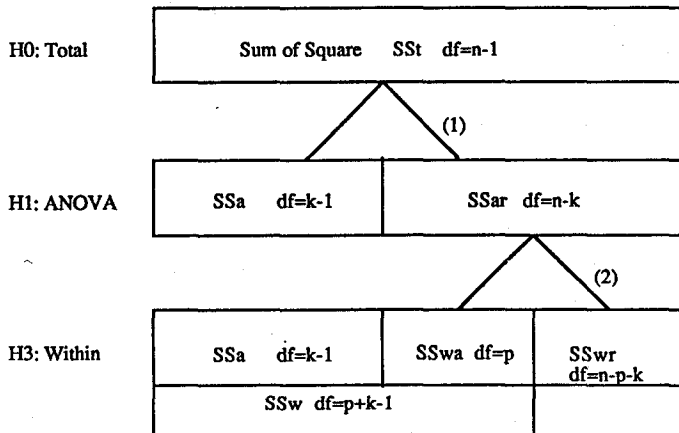 H0: Total
Sum of Square SSt df=n-1
(1)
H1: ANOVA
SSa df=k-1
SSar df=n-k
(2)
H3: Within
SSa df=k-1
SSwa df=p
SSwr
df=n-p-k
SSw df=p+k-1